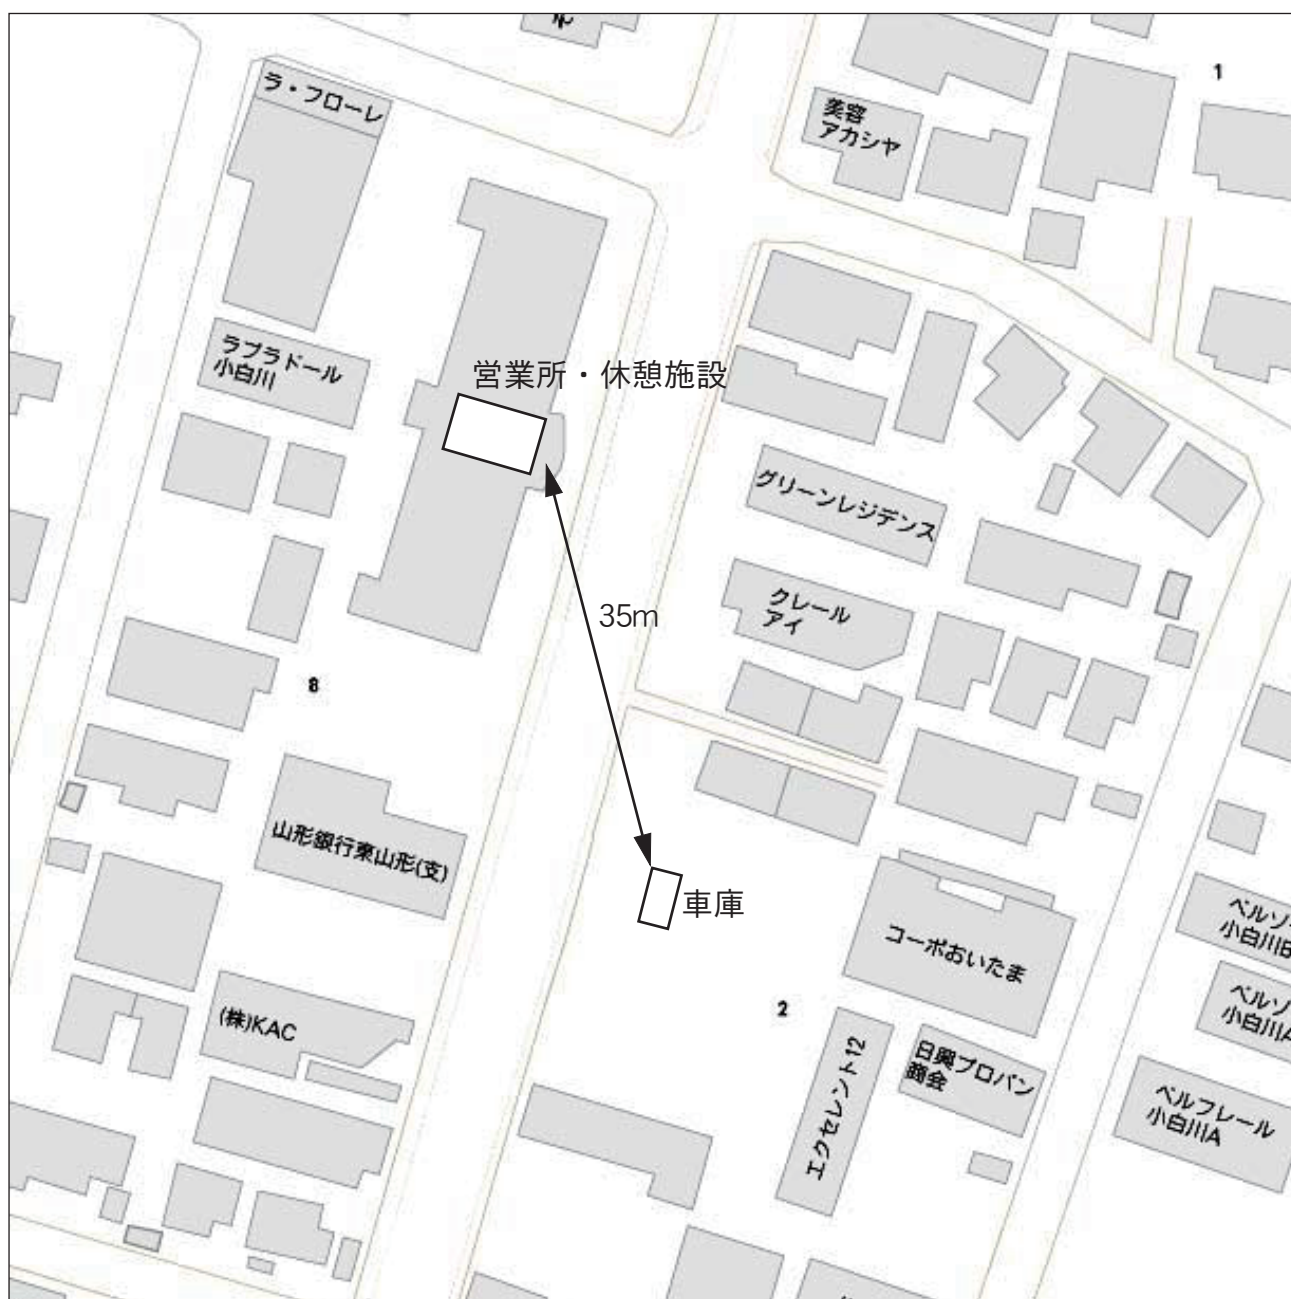 1
ラ・フローレ
美容
アカシヤ
ラブラドール
小白川
営業所・休憩施設
グリーンレジデンス
クレール
アイ
35m
8
山形銀行東山形(支)
車庫
コーポおいたま
ベルソ
小白川B
ベルソ
小白川A
(株)KAC
2
エクセレント12
日興プロパン
商会
ベルフレール
小白川A